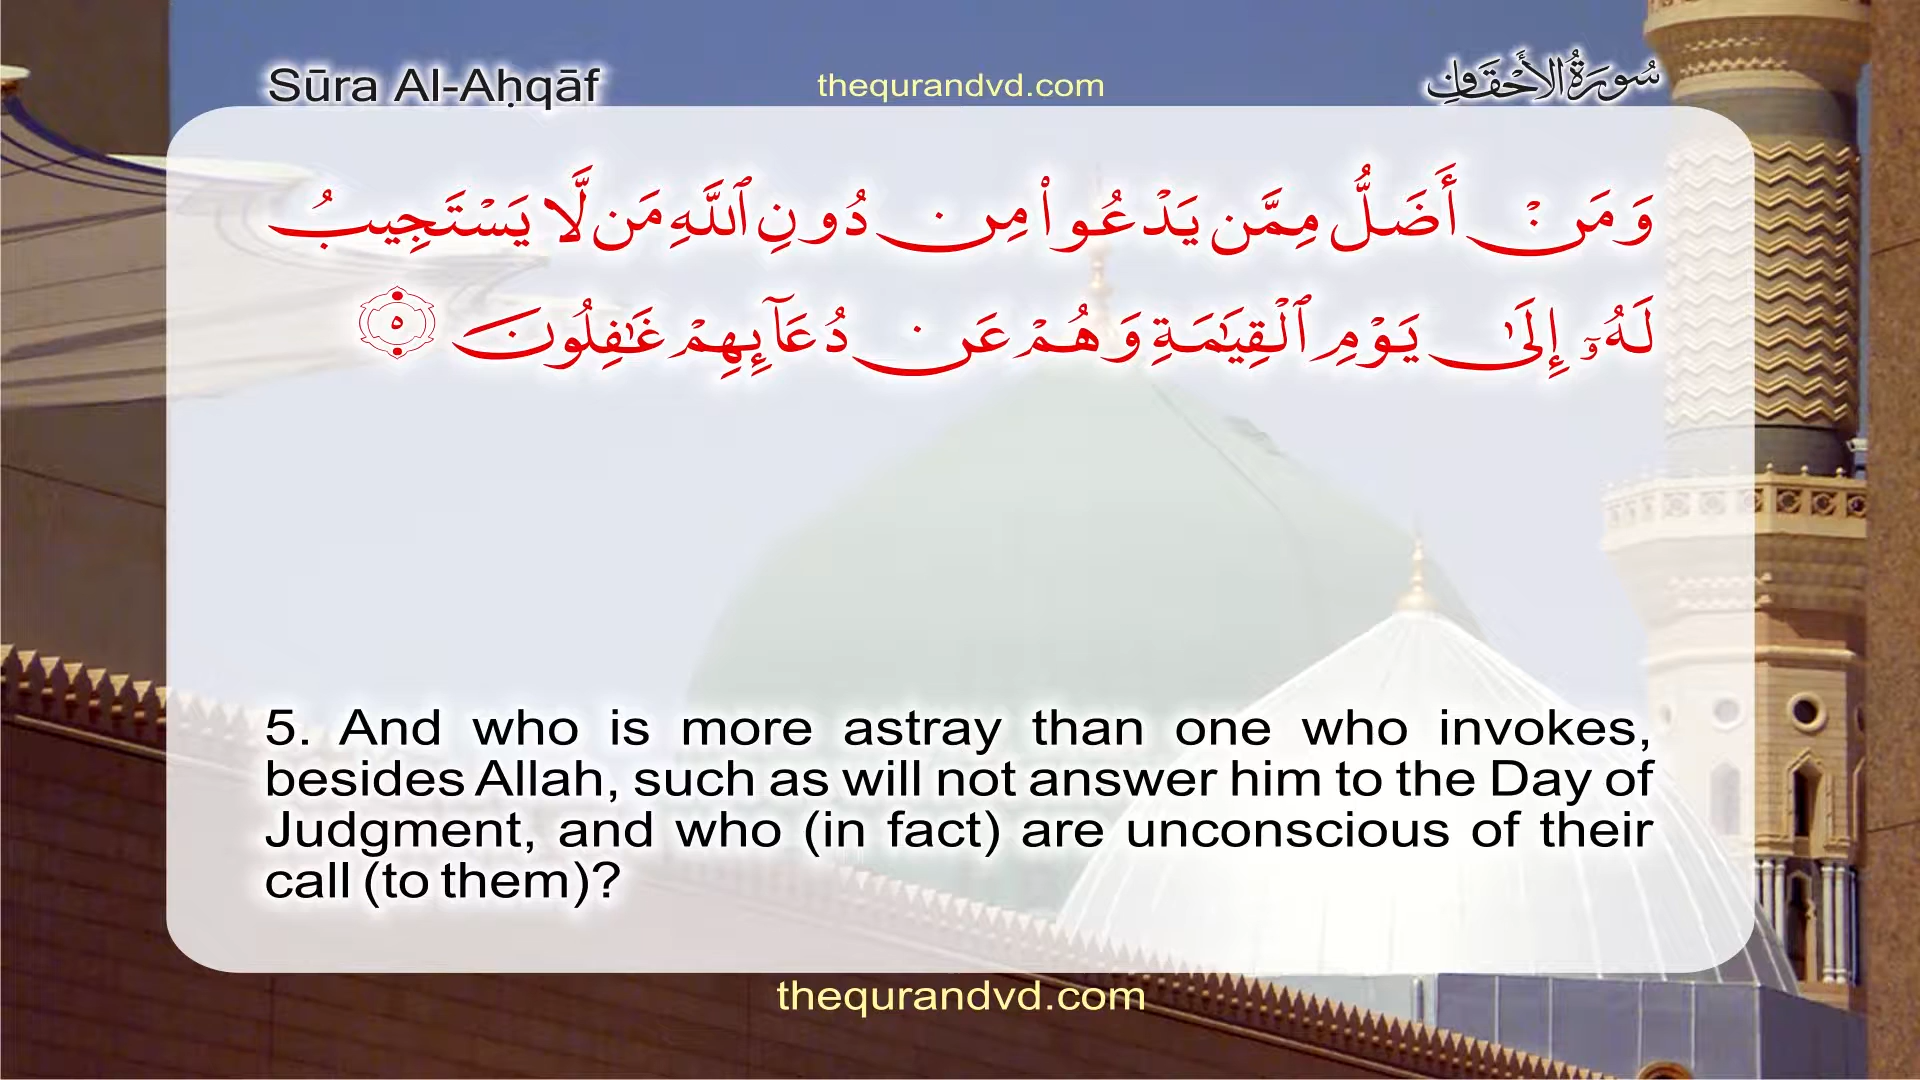 Sūra Al-Aḥqāf thequrandvd.com سُورَةُ الأَحْقَافِ
وَمَنْ أَضَلُّ مِمَّن يَدْعُوا۟ مِن دُونِ ٱللَّهِ مَن لَّا يَسْتَجِيبُ
لَهُۥٓ إِلَىٰ يَوْمِ ٱلْقِيَـٰمَةِ وَهُمْ عَن دُعَآئِهِمْ غَـٰفِلُونَ ٥
5. And who is more astray than one who invokes,
besides Allah, such as will not answer him to the Day of
Judgment, and who (in fact) are unconscious of their
call (to them)?
thequrandvd.com